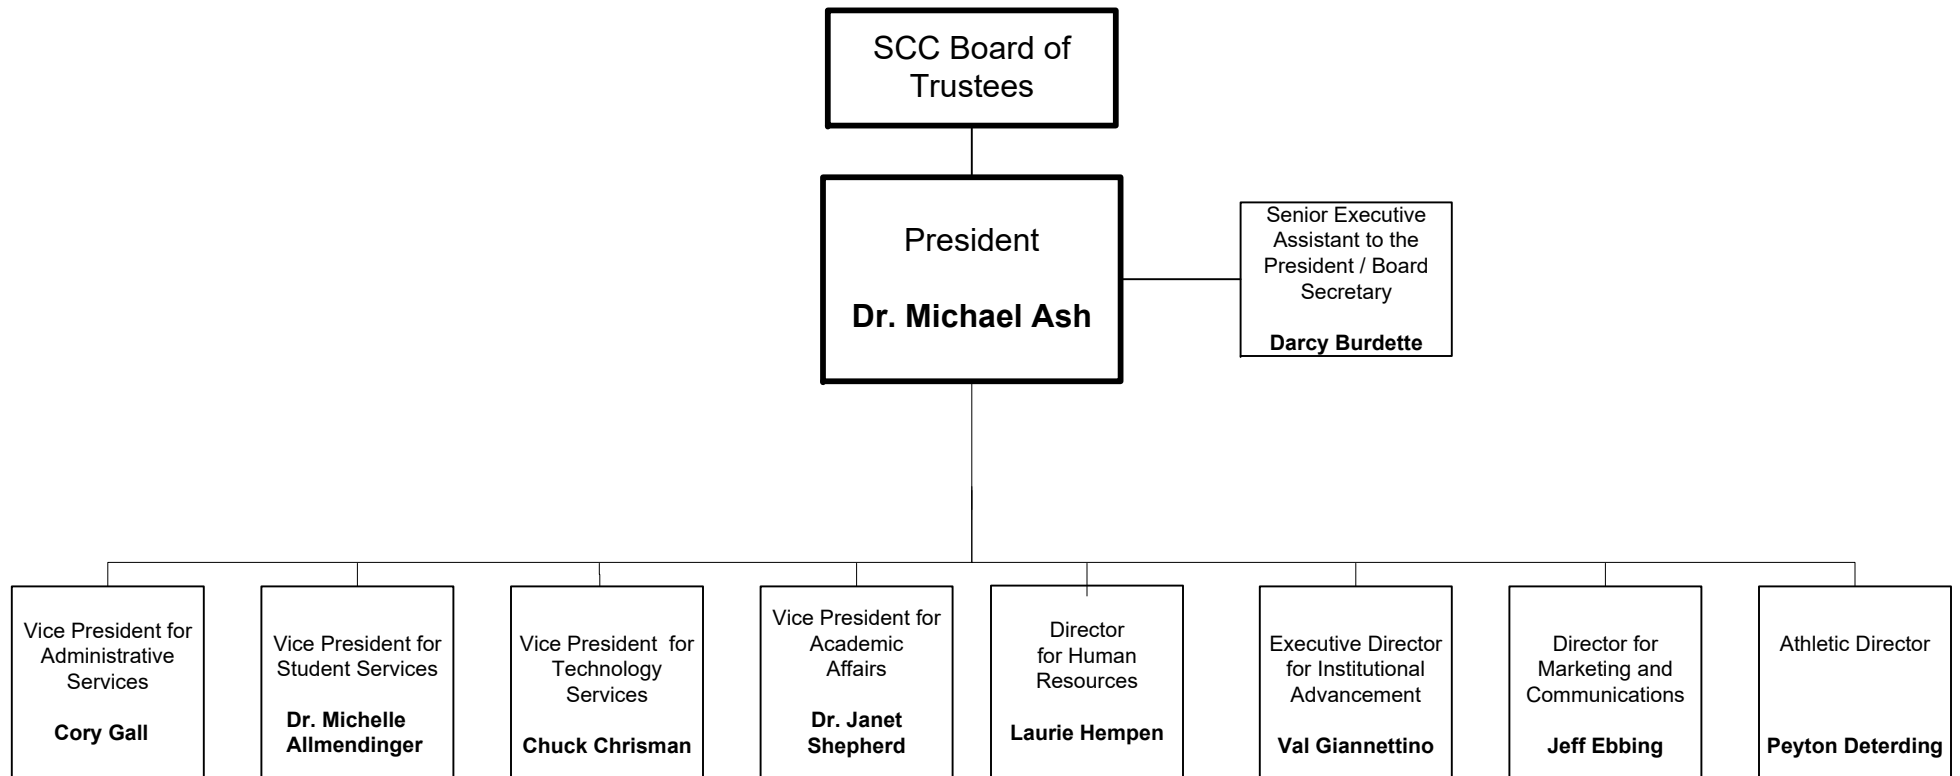 SCC Board of
Trustees
President
Dr. Michael Ash
Senior Executive
Assistant to the
President / Board
Secretary
Darcy Burdette
Vice President for
Administrative
Services
Cory Gall
Vice President for
Student Services
Dr. Michelle
Allmendinger
Vice President  for
Technology
Services
Chuck Chrisman
Vice President for
Academic
Affairs
Dr. Janet
Shepherd
Director
for Human
Resources
Laurie Hempen
Executive Director
for Institutional
Advancement
Val Giannettino
Director for
Marketing and
Communications
Jeff Ebbing
Athletic Director
Peyton Deterding